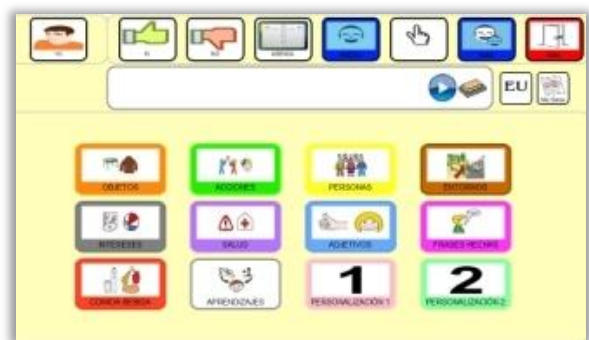 YO SI NO AGENDA
EU
OBJETOS ACCIONES PERSONAS ENTORNOS
INTERESES SALUD ADJETIVOS FRASES HECHAS
COMIDA-BEBIDA APRENDIZAJES 1 PERSONALIZACIÓN 1 2 PERSONALIZACIÓN 2